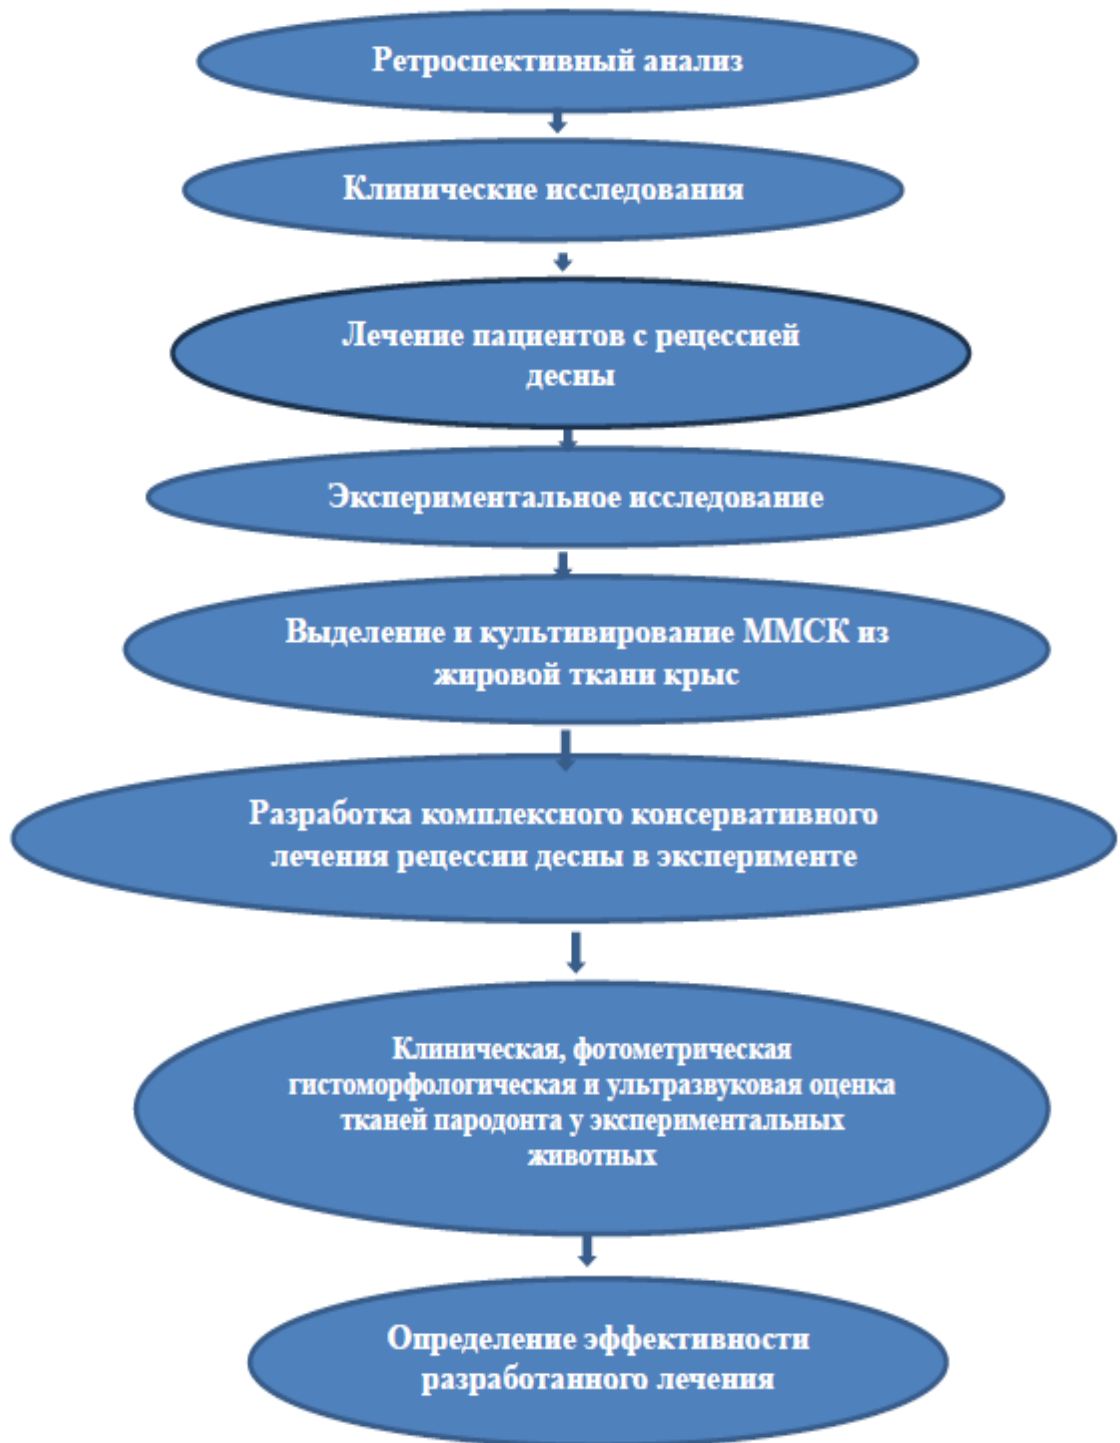 Ретроспективный анализ
Клинические исследования
Лечение пациентов с рецессией
десны
Экспериментальное исследование
Выделение и культивирование ММСК из
жировой ткани крыс
Разработка комплексного консервативного
лечения рецессии десны в эксперименте
Клиническая, фотометрическая
гистоморфологическая и ультразвуковая оценка
тканей пародонта у экспериментальных
животных
Определение эффективности
разработанного лечения